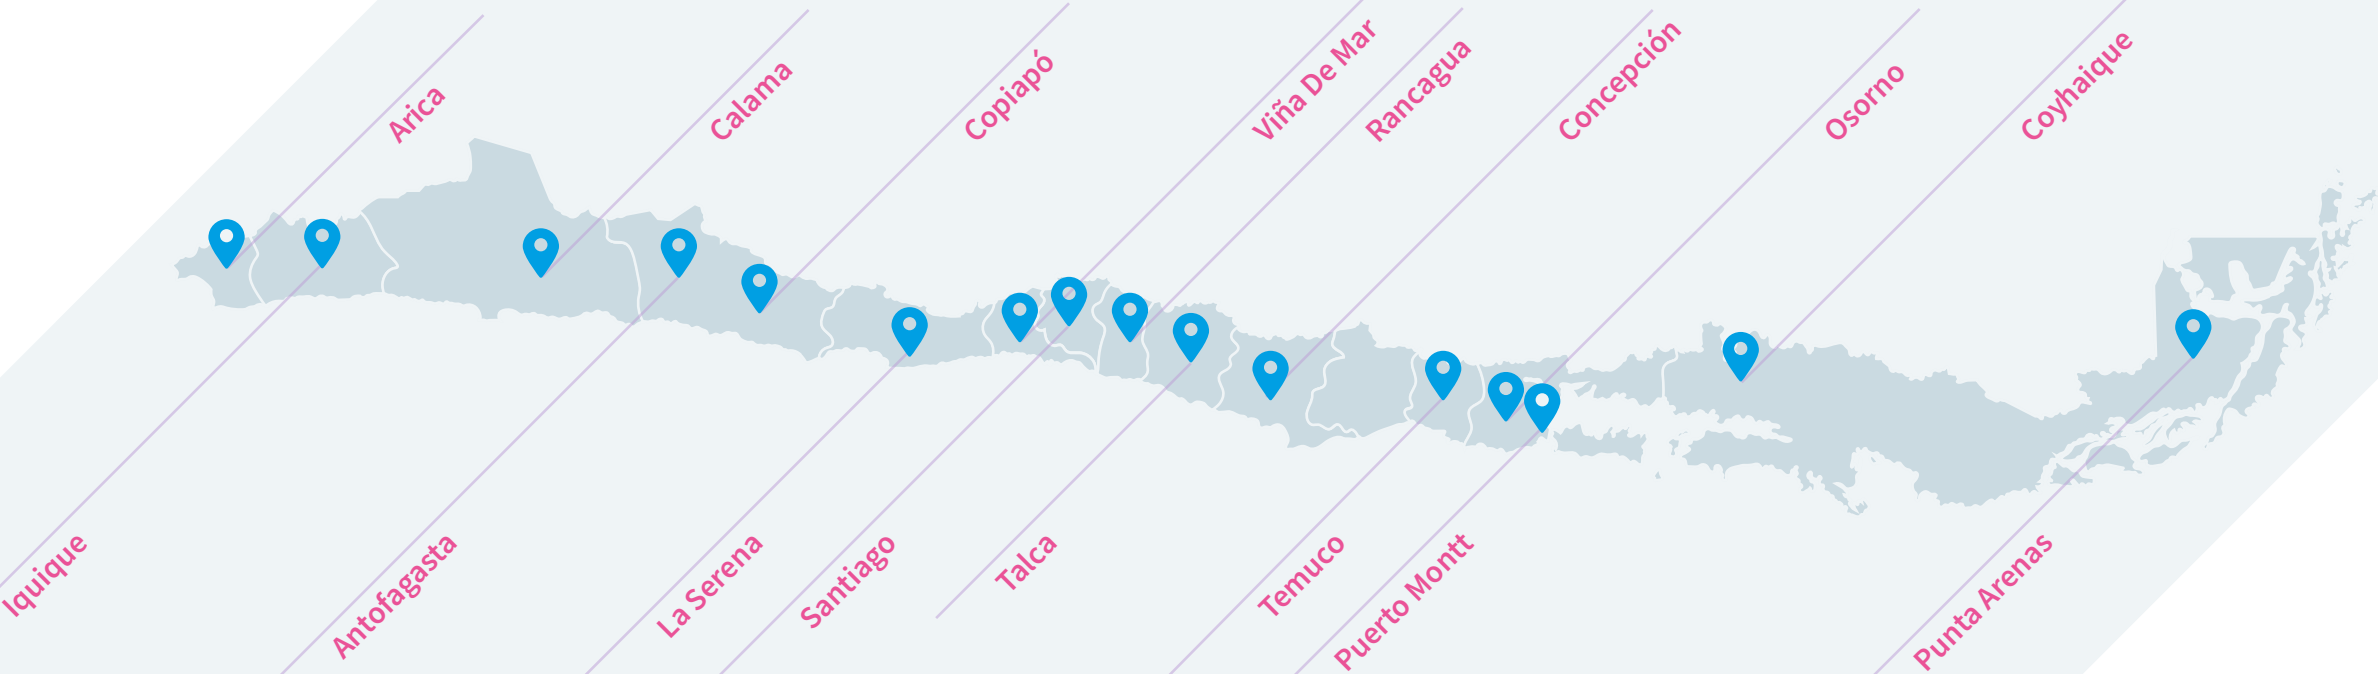 Arica
Calama
Copiapó
Viña De Mar
Rancagua
Concepción
Osorno
Coyhaique
Iquique
Antofagasta
La Serena
Santiago
Talca
Temuco
Puerto Montt
Punta Arenas